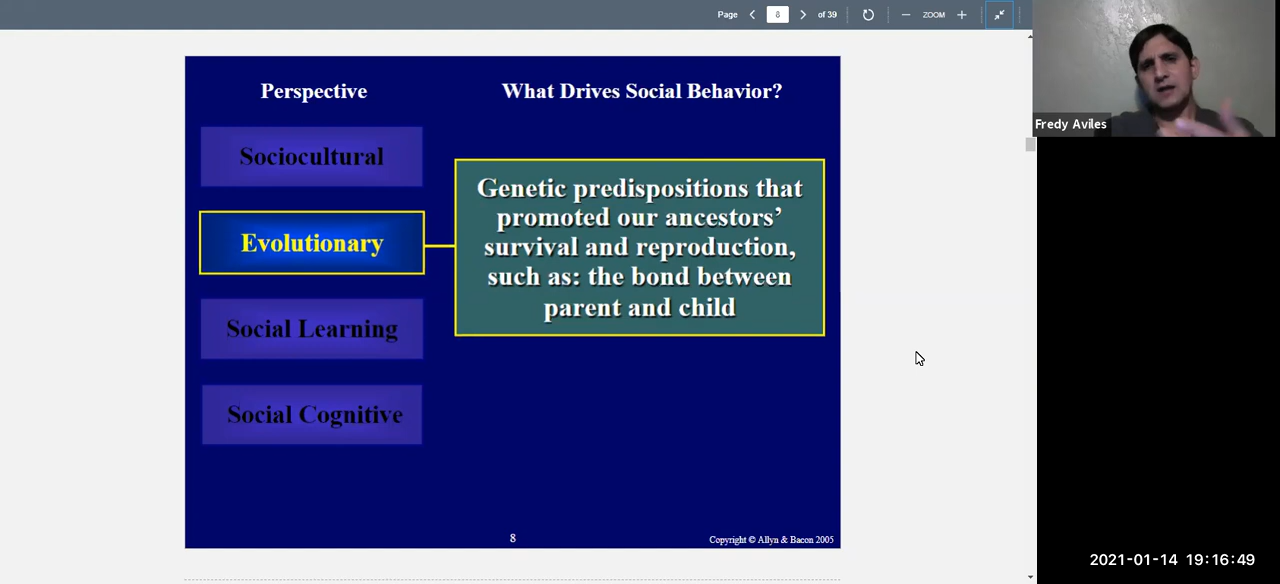 Page 8 of 39 ZOOM
Fredy Aviles
Perspective
What Drives Social Behavior?
Sociocultural
Evolutionary
Social Learning
Social Cognitive
Genetic predispositions that
promoted our ancestors’
survival and reproduction,
such as: the bond between
parent and child
8
Copyright © Allyn & Bacon 2005
2021-01-14 19:16:49